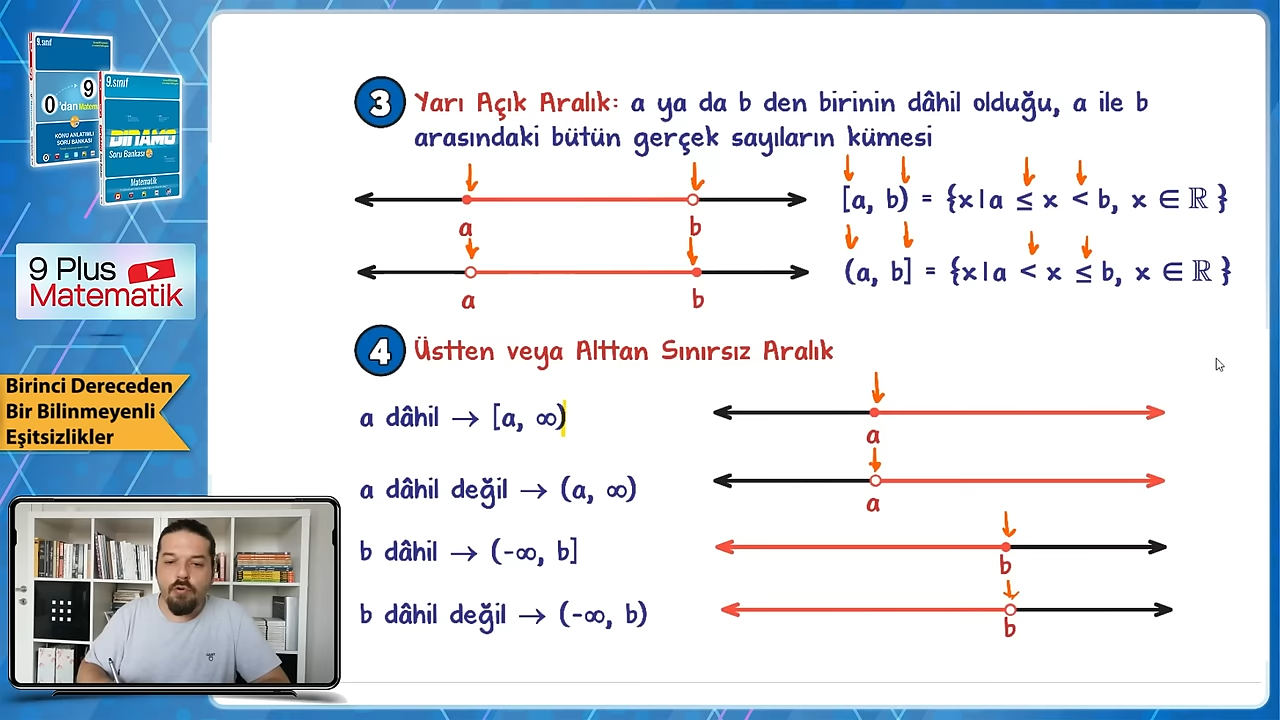 9.sınıf
0'dan 9 Matema
KONU ANLATIMLI
SORU BANKASI
9.sınıf
DINAMO
Soru Bankası
Matematik
9 Plus
Matematik
Birinci Dereceden
Bir Bilinmeyenli
Eşitsizlikler
3 Yarı Açık Aralık: a ya da b den birinin dâhil olduğu, a ile b
arasındaki bütün gerçek sayıların kümesi
a b
[a, b) = {x|a ≤ x < b, x ∈ ℝ }
a b
(a, b] = {x|a < x ≤ b, x ∈ ℝ }
4 Üstten veya Alttan Sınırsız Aralık
a dâhil → [a, ∞)
a
a dâhil değil → (a, ∞)
a
b dâhil → (-∞, b]
b
b dâhil değil → (-∞, b)
b